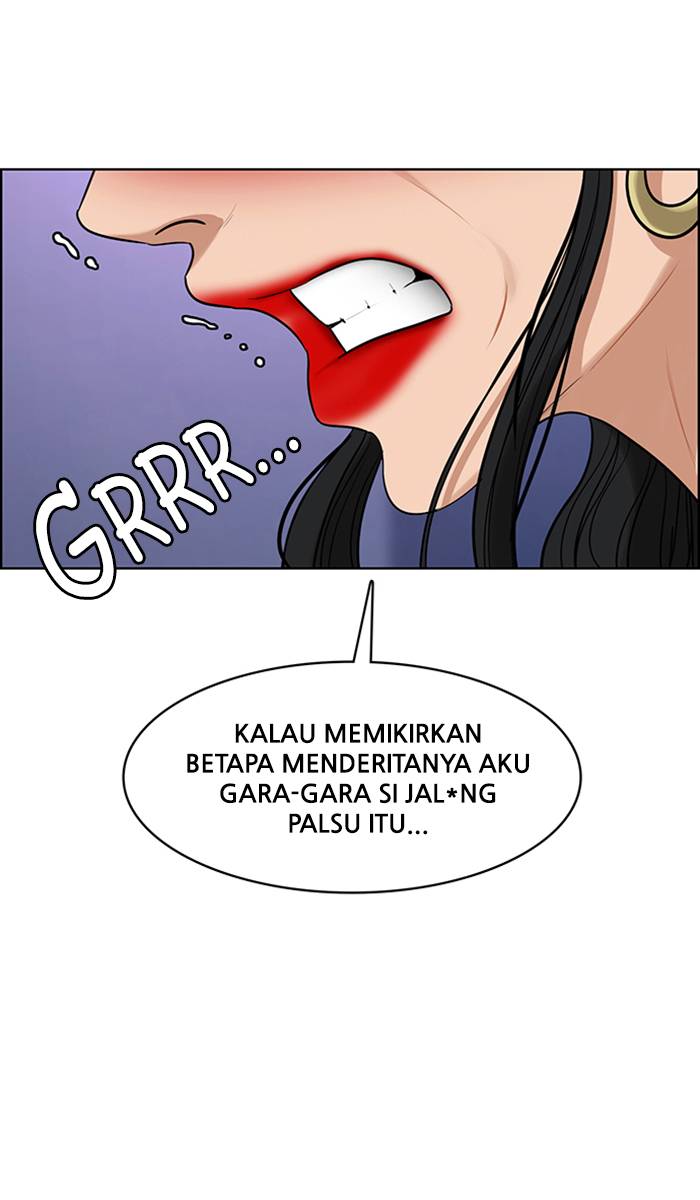 GRRR...
KALAU MEMIKIRKAN
BETAPA MENDERITANYA AKU
GARA-GARA SI JAL*NG
PALSU ITU...